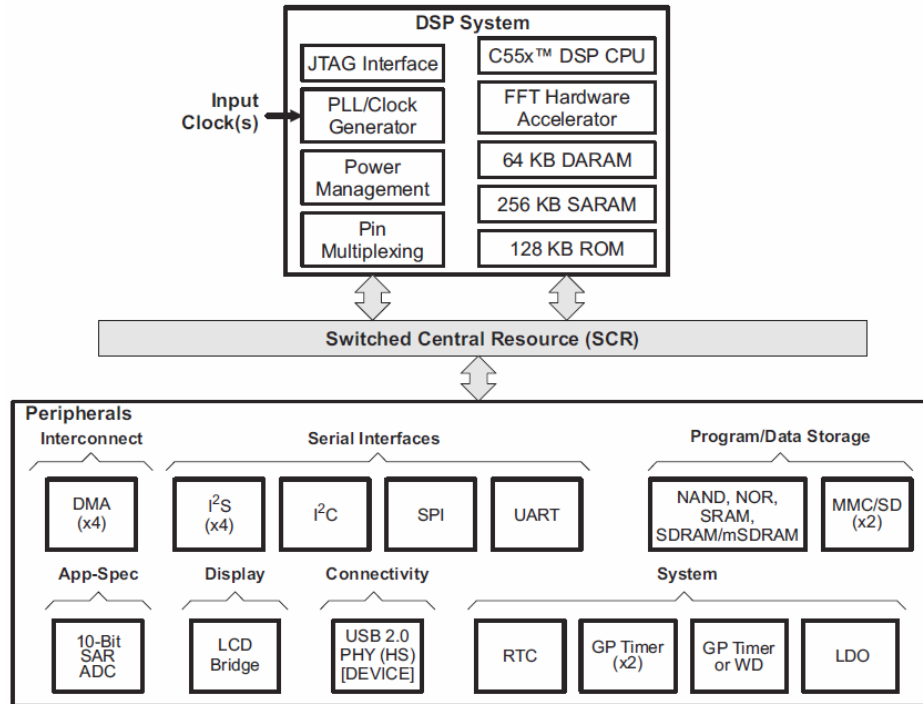 DSP System
JTAG Interface
C55x™ DSP CPU
Input
Clock(s)
PLL/Clock
Generator
FFT Hardware
Accelerator
Power
Management
64 KB DARAM
256 KB SARAM
Pin
Multiplexing
128 KB ROM
Switched Central Resource (SCR)
Peripherals
Interconnect
Serial Interfaces
Program/Data Storage
DMA
(x4)
I²S
(x4)
I²C
SPI
UART
NAND, NOR,
SRAM,
SDRAM/mSDRAM
MMC/SD
(x2)
App-Spec
Display
Connectivity
System
10-Bit
SAR
ADC
LCD
Bridge
USB 2.0
PHY (HS)
[DEVICE]
RTC
GP Timer
(x2)
GP Timer
or WD
LDO